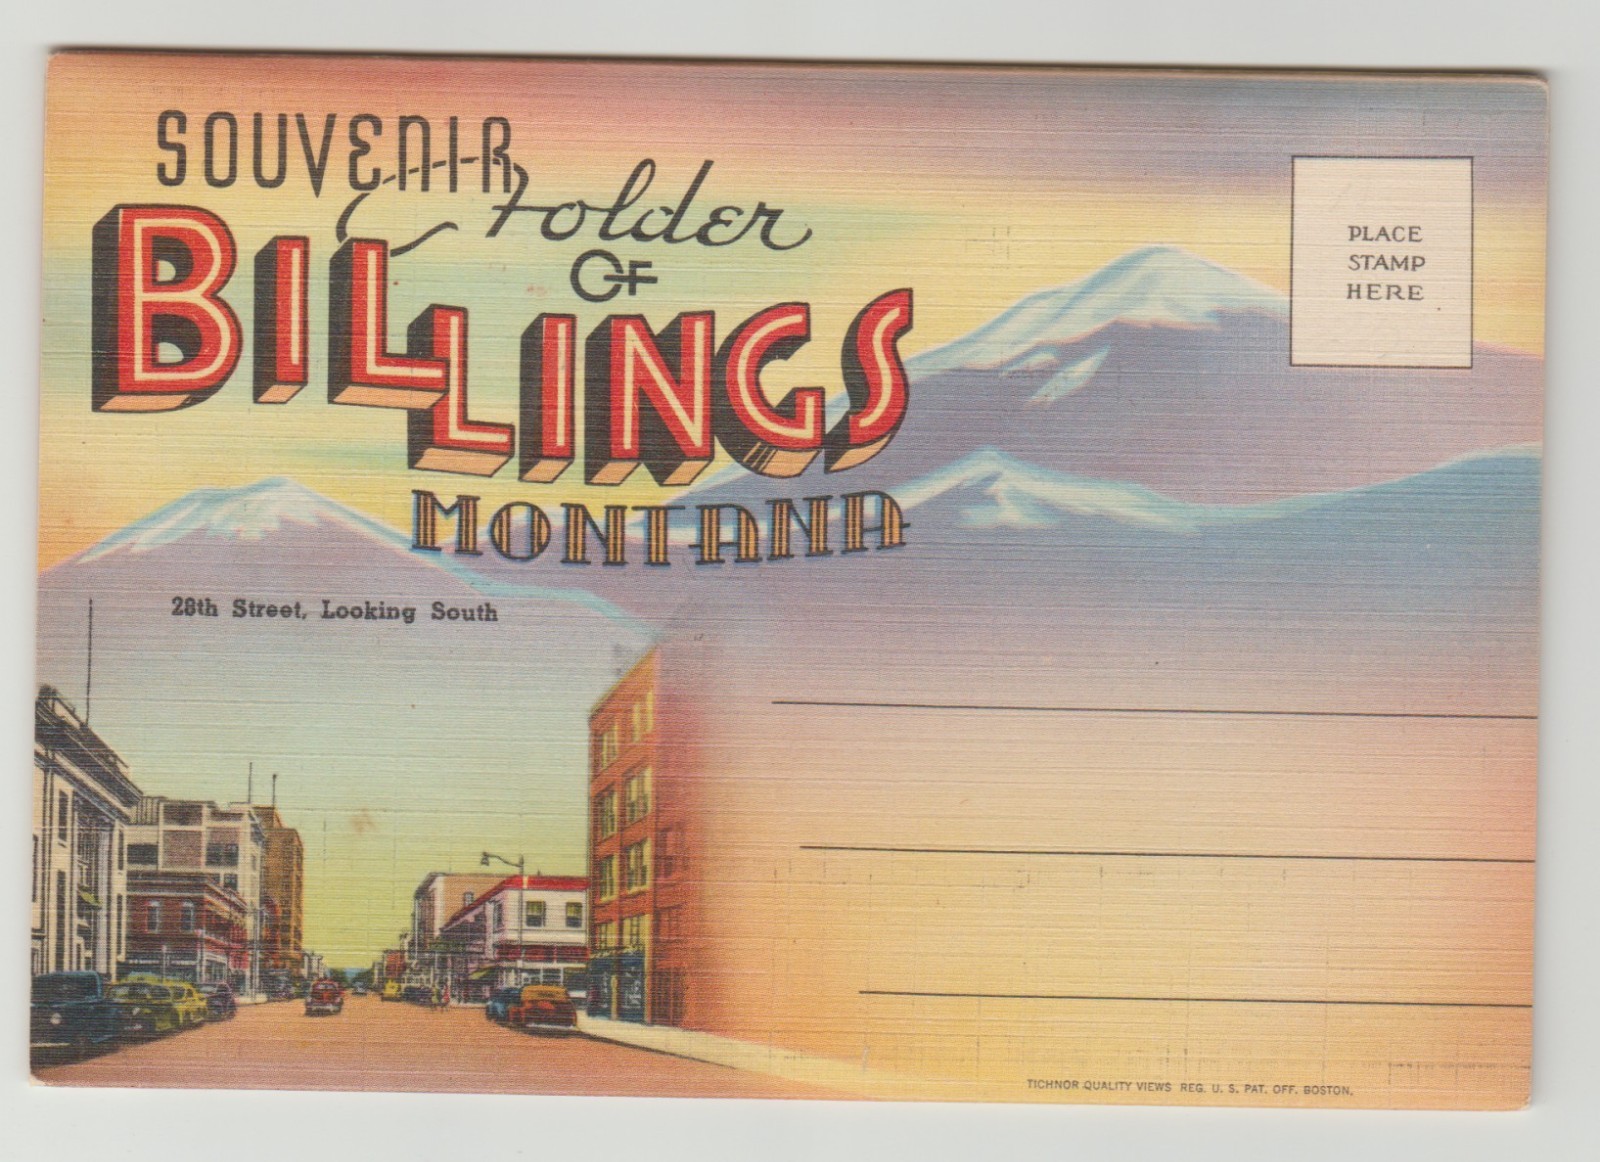 SOUVENIR
Folder
OF
BILLINGS
MONTANA
PLACE
STAMP
HERE
28th Street, Looking South
TICHNOR QUALITY VIEWS REG. U. S. PAT. OFF. BOSTON.